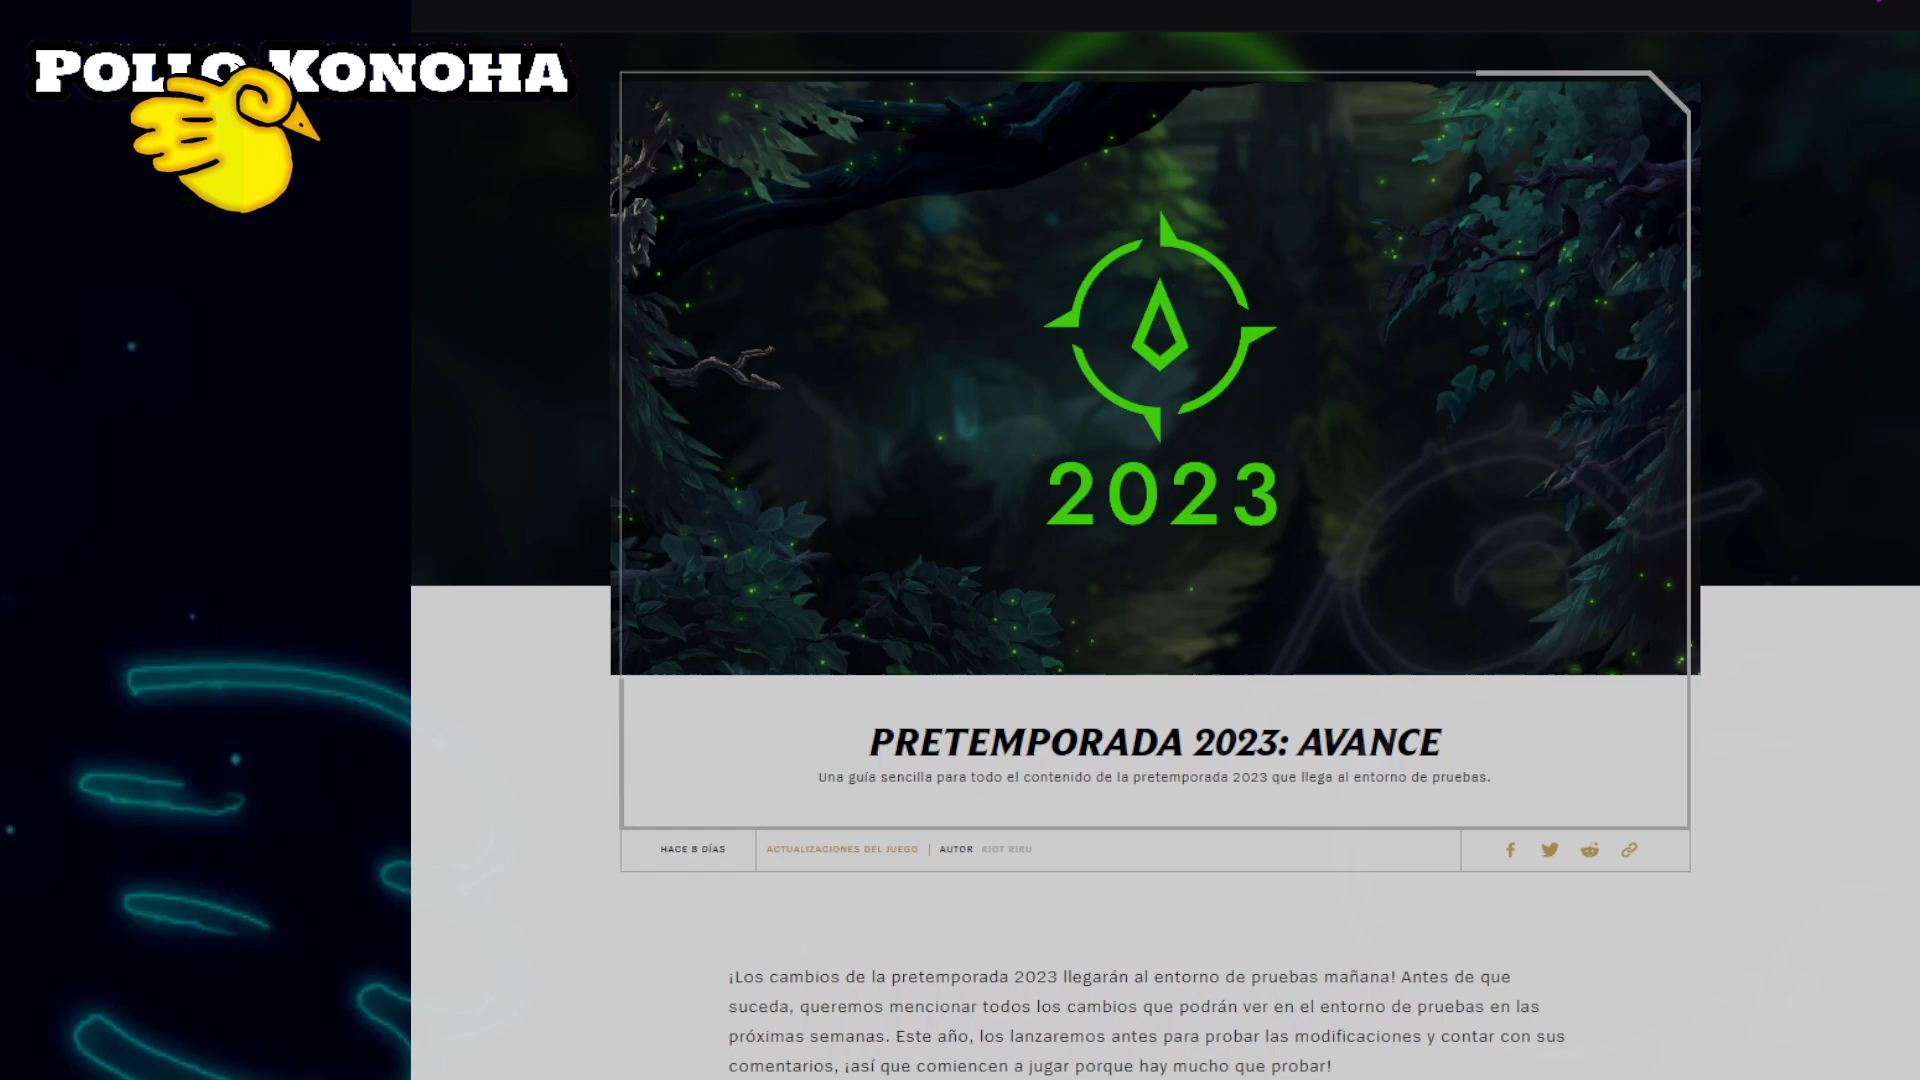 POLLO KONOHA
2023
PRETEMPORADA 2023: AVANCE
Una guía sencilla para todo el contenido de la pretemporada 2023 que llega al entorno de pruebas.
HACE 8 DÍAS
ACTUALIZACIONES DEL JUEGO | AUTOR RIOT RIRU
¡Los cambios de la pretemporada 2023 llegarán al entorno de pruebas mañana! Antes de que
suceda, queremos mencionar todos los cambios que podrán ver en el entorno de pruebas en las
próximas semanas. Este año, los lanzaremos antes para probar las modificaciones y contar con sus
comentarios, ¡así que comiencen a jugar porque hay mucho que probar!